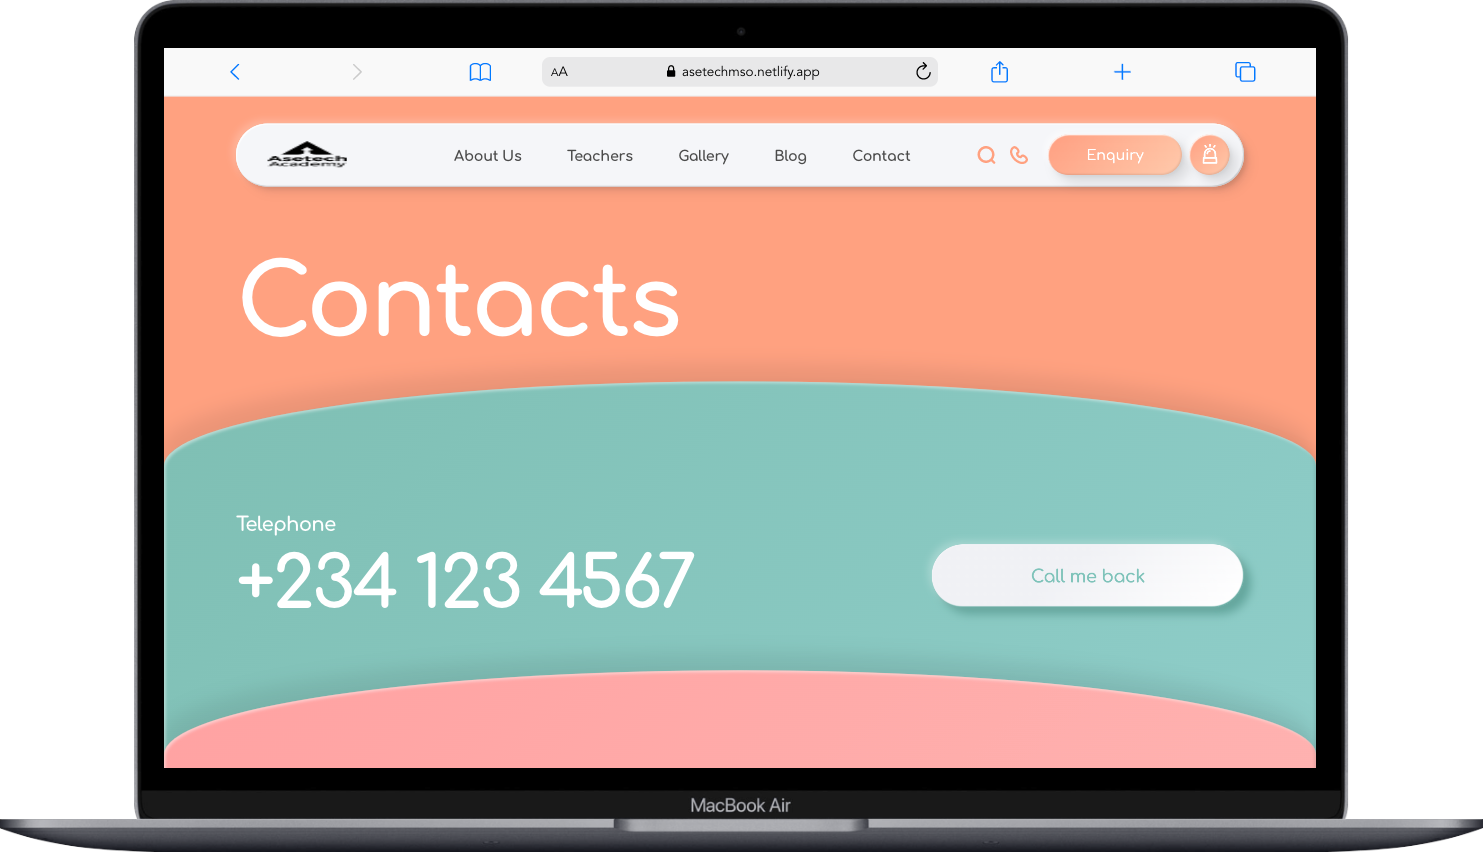 AA asetechmso.netlify.app
Asetech
Academy
About Us Teachers Gallery Blog Contact Enquiry
Contacts
Telephone
+234 123 4567
Call me back
MacBook Air